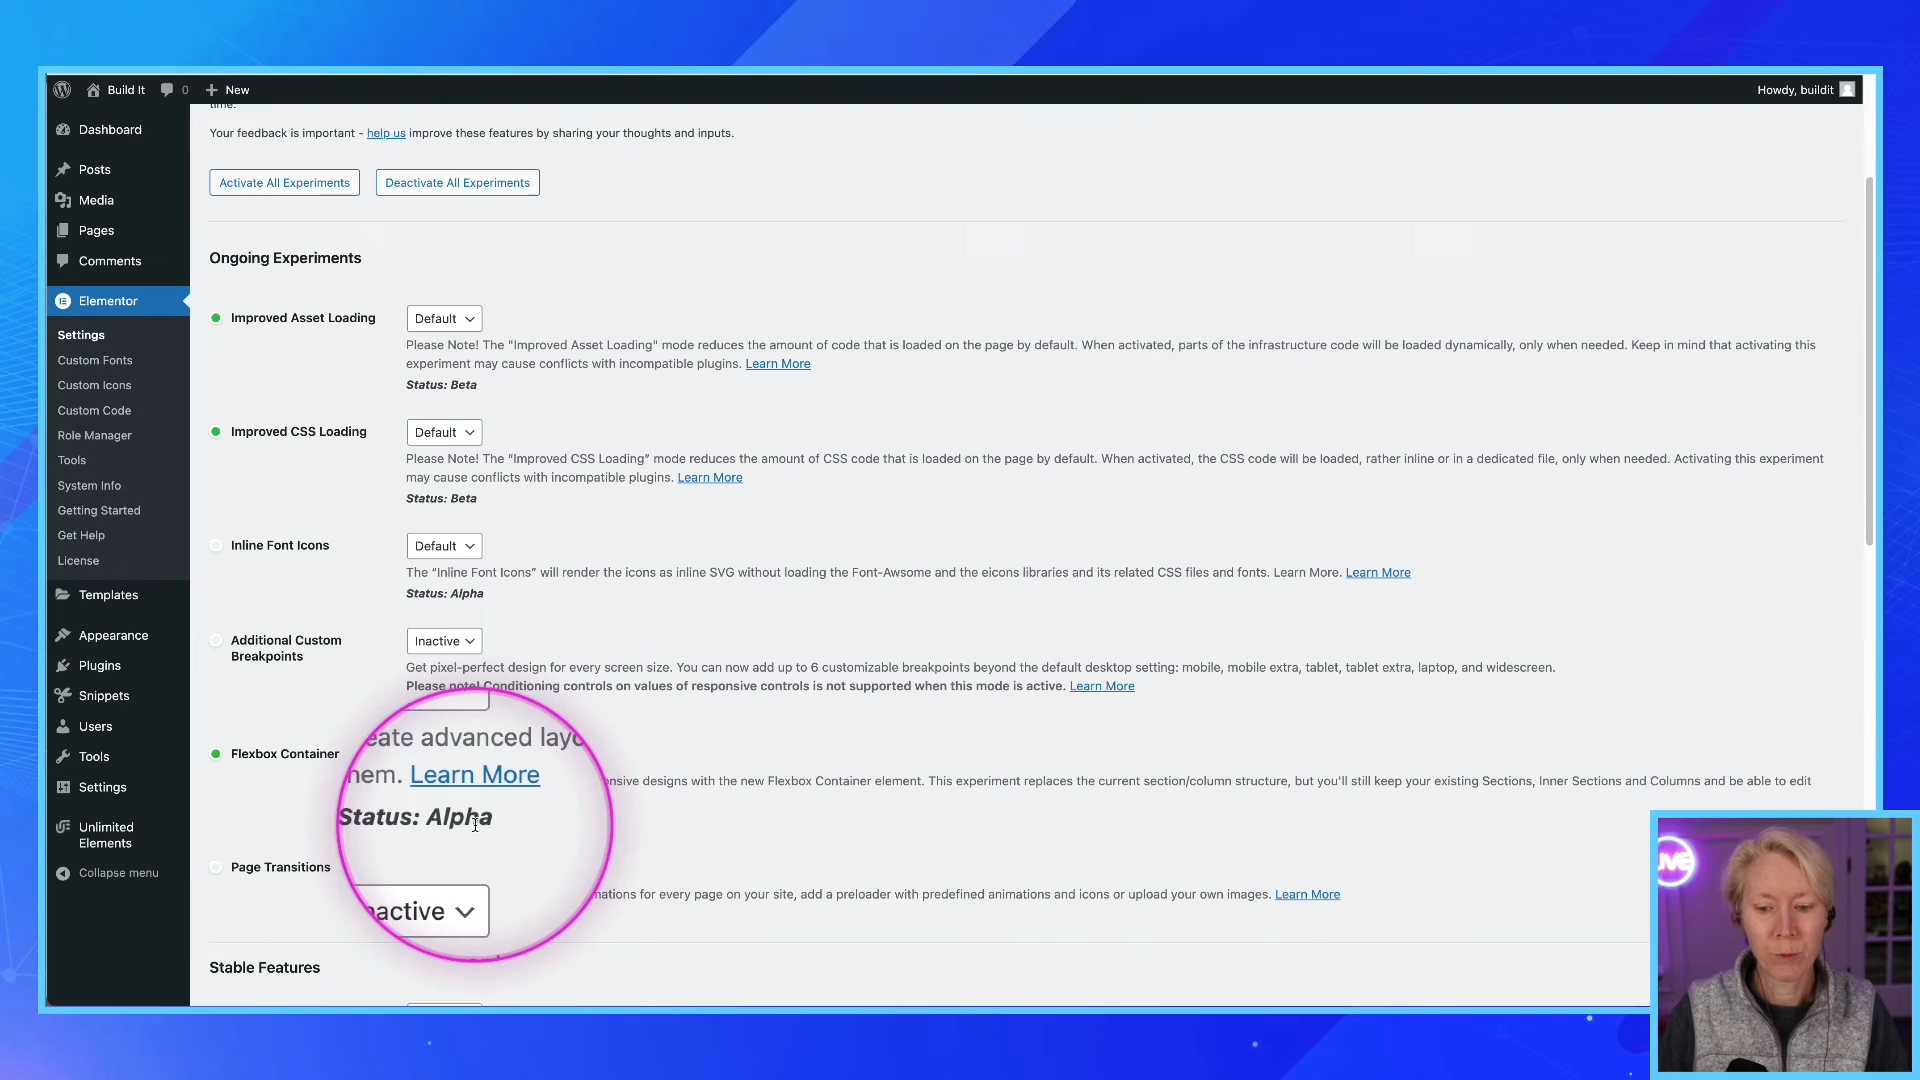 Build It
0
New
Howdy, buildit
Dashboard
Posts
Media
Pages
Comments
Elementor
Settings
Custom Fonts
Custom Icons
Custom Code
Role Manager
Tools
System Info
Getting Started
Get Help
License
Templates
Appearance
Plugins
Snippets
Users
Tools
Settings
Unlimited
Elements
Collapse menu
time.
Your feedback is important - help us improve these features by sharing your thoughts and inputs.
Activate All Experiments
Deactivate All Experiments
Ongoing Experiments
Improved Asset Loading
Default
Please Note! The "Improved Asset Loading" mode reduces the amount of code that is loaded on the page by default. When activated, parts of the infrastructure code will be loaded dynamically, only when needed. Keep in mind that activating this
experiment may cause conflicts with incompatible plugins. Learn More
Status: Beta
Improved CSS Loading
Default
Please Note! The “Improved CSS Loading” mode reduces the amount of CSS code that is loaded on the page by default. When activated, the CSS code will be loaded, rather inline or in a dedicated file, only when needed. Activating this experiment
may cause conflicts with incompatible plugins. Learn More
Status: Beta
Inline Font Icons
Default
The “Inline Font Icons” will render the icons as inline SVG without loading the Font-Awsome and the eicons libraries and its related CSS files and fonts. Learn More. Learn More
Status: Alpha
Additional Custom
Breakpoints
Inactive
Get pixel-perfect design for every screen size. You can now add up to 6 customizable breakpoints beyond the default desktop setting: mobile, mobile extra, tablet, tablet extra, laptop, and widescreen.
Please note! Conditioning controls on values of responsive controls is not supported when this mode is active. Learn More
Flexbox Container
eate advanced layo
hem. Learn More
nsive designs with the new Flexbox Container element. This experiment replaces the current section/column structure, but you'll still keep your existing Sections, Inner Sections and Columns and be able to edit
Status: Alpha
Page Transitions
active
mations for every page on your site, add a preloader with predefined animations and icons or upload your own images. Learn More
Stable Features